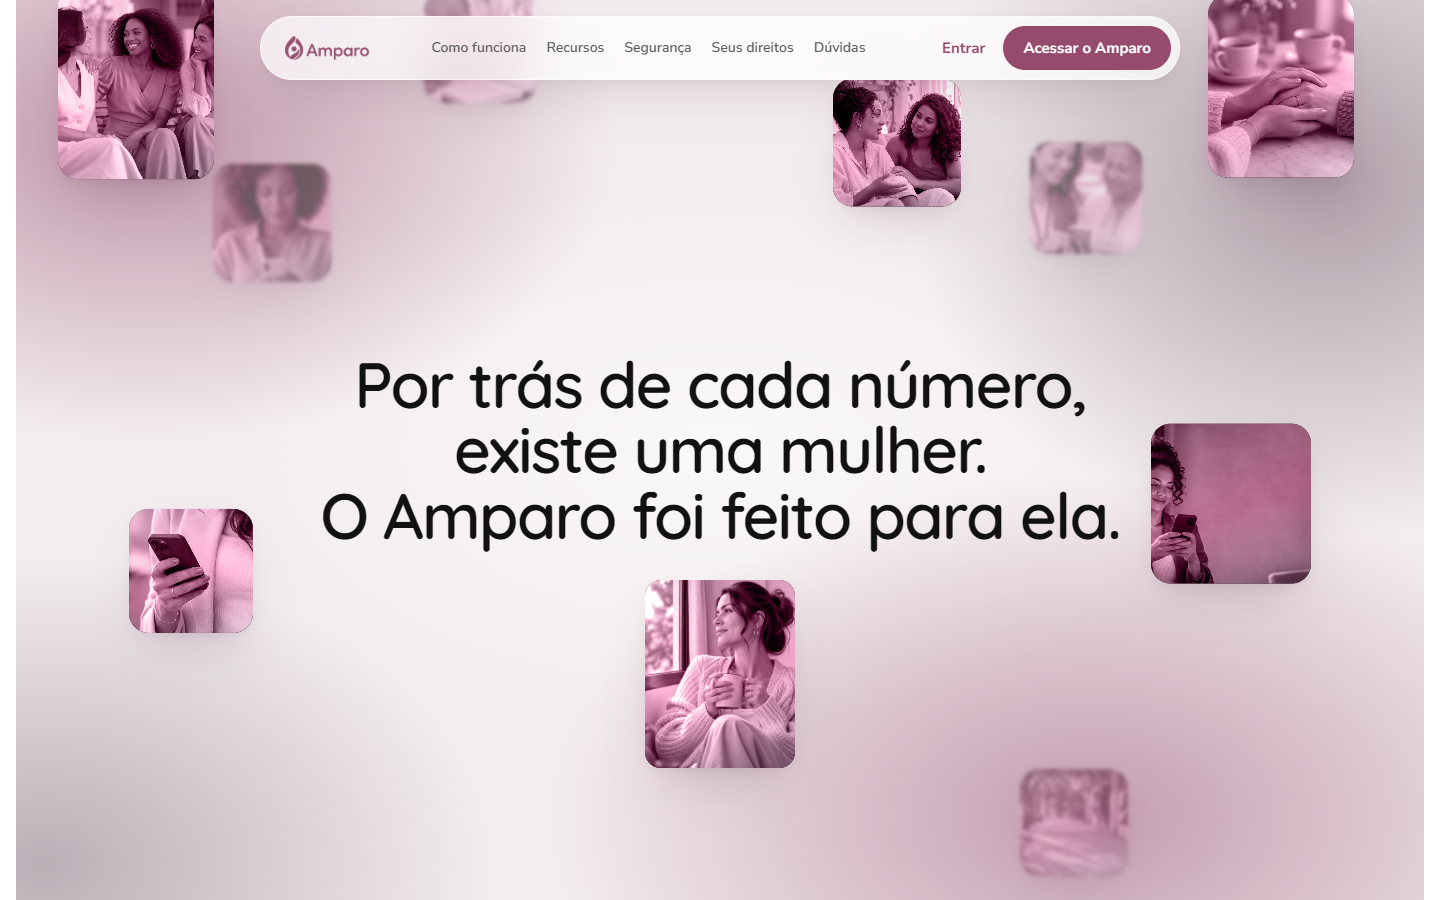 Amparo
Como funciona
Recursos
Segurança
Seus direitos
Dúvidas
Entrar
Acessar o Amparo
Por trás de cada número,
existe uma mulher.
O Amparo foi feito para ela.